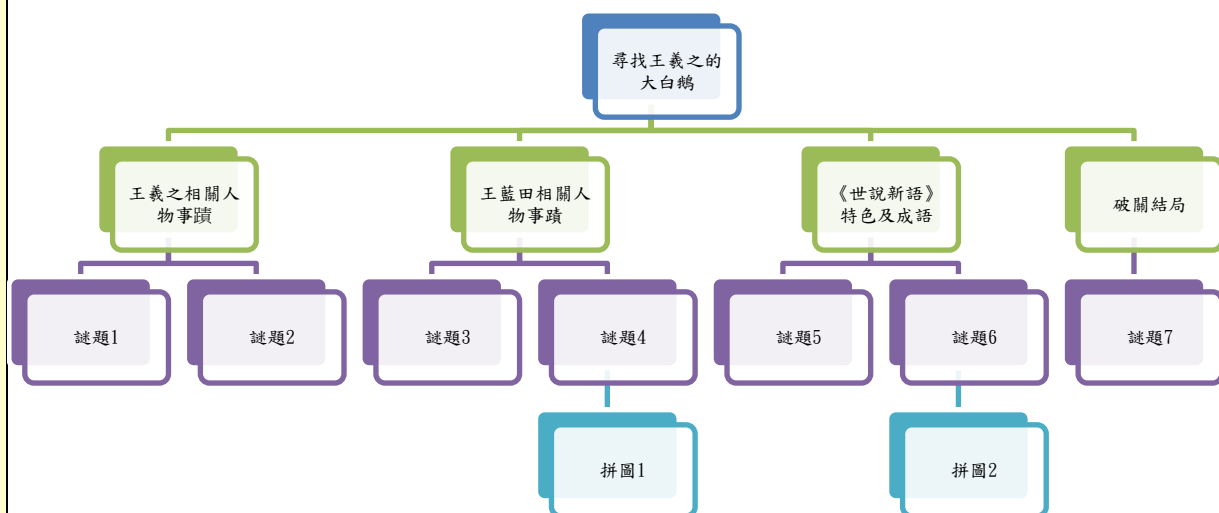 尋找王羲之的
大白鵝
王羲之相關人
物事蹟
王藍田相關人
物事蹟
《世說新語》
特色及成語
破關結局
謎題1
謎題2
謎題3
謎題4
謎題5
謎題6
謎題7
拼圖1
拼圖2